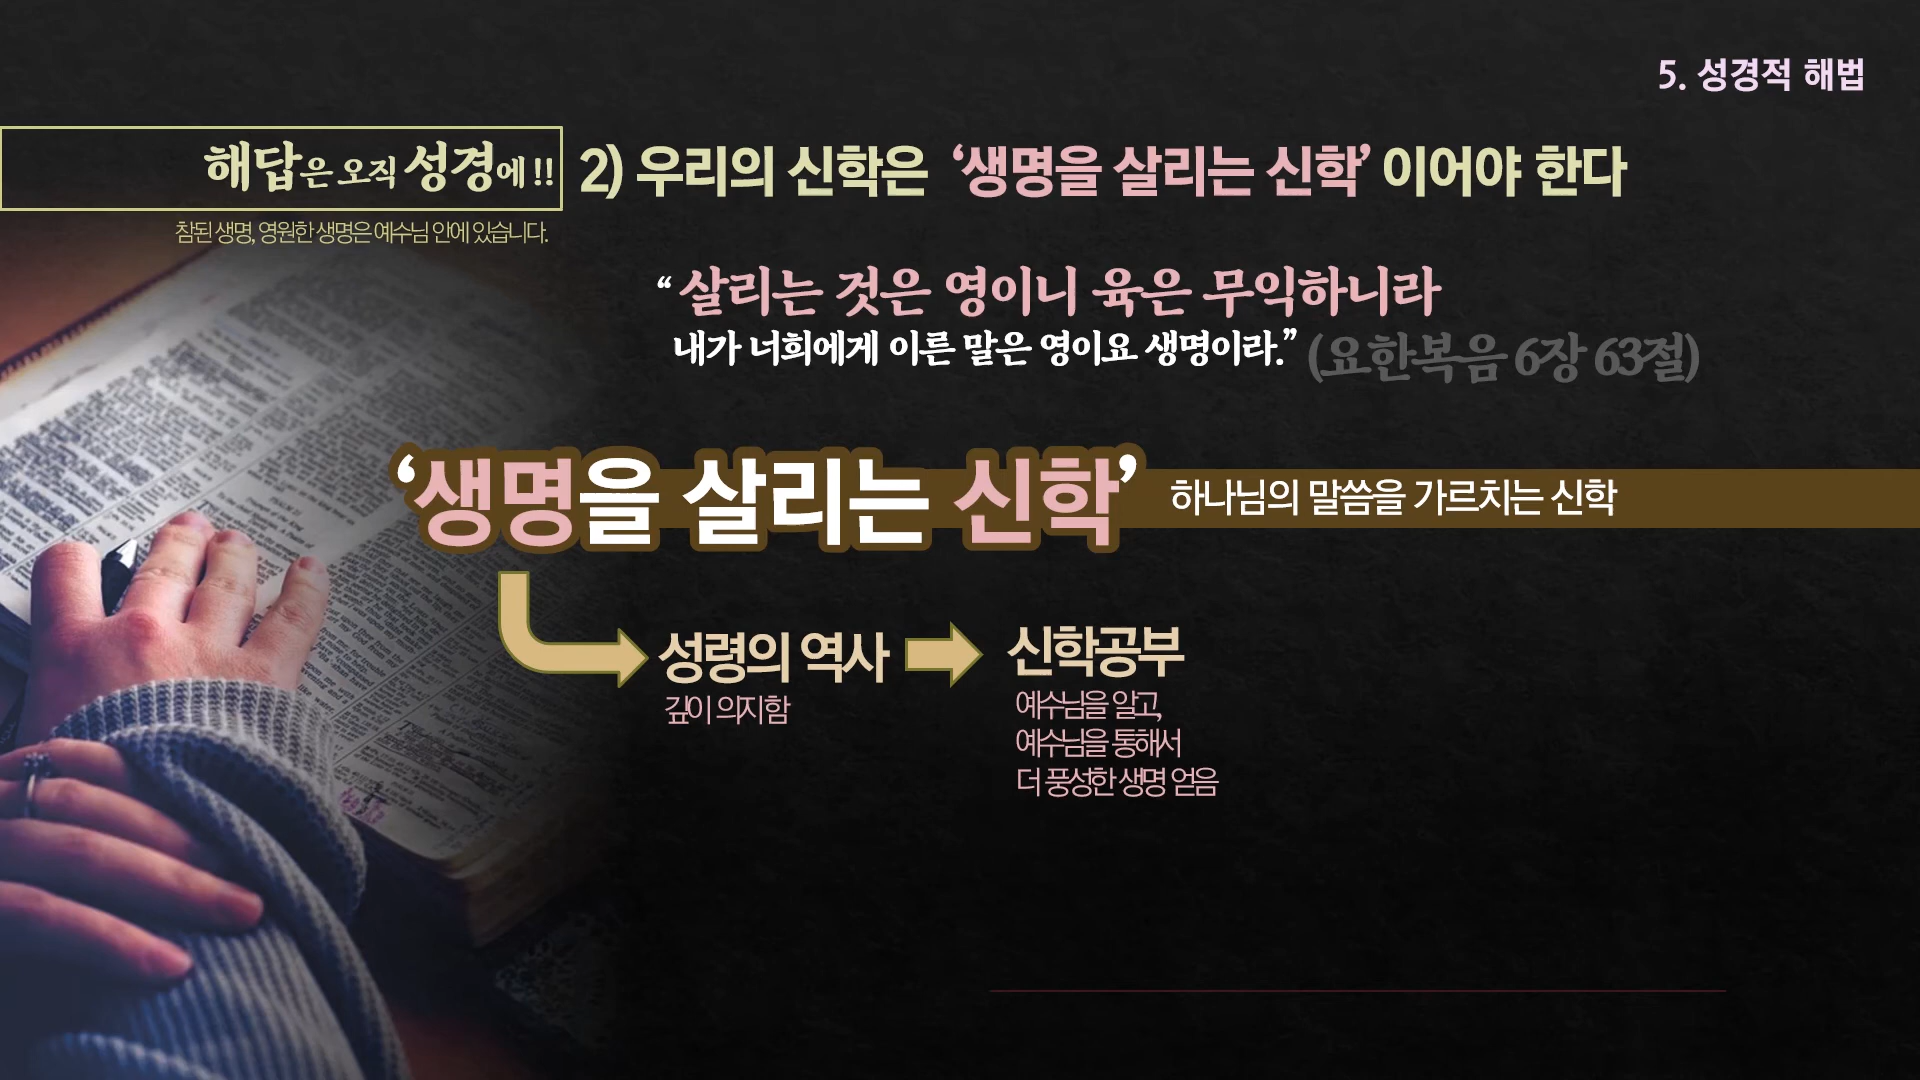 5. 성경적 해법
해답은 오직 성경에 !!
참된 생명, 영원한 생명은 예수님 안에 있습니다.
2) 우리의 신학은 ‘생명을 살리는 신학’ 이어야 한다
“ 살리는 것은 영이니 육은 무익하니라
내가 너희에게 이른 말은 영이요 생명이라.” (요한복음 6장 63절)
‘생명을 살리는 신학’ 하나님의 말씀을 가르치는 신학
성령의 역사
깊이 의지함
신학공부
예수님을 알고,
예수님을 통해서
더 풍성한 생명 얻음